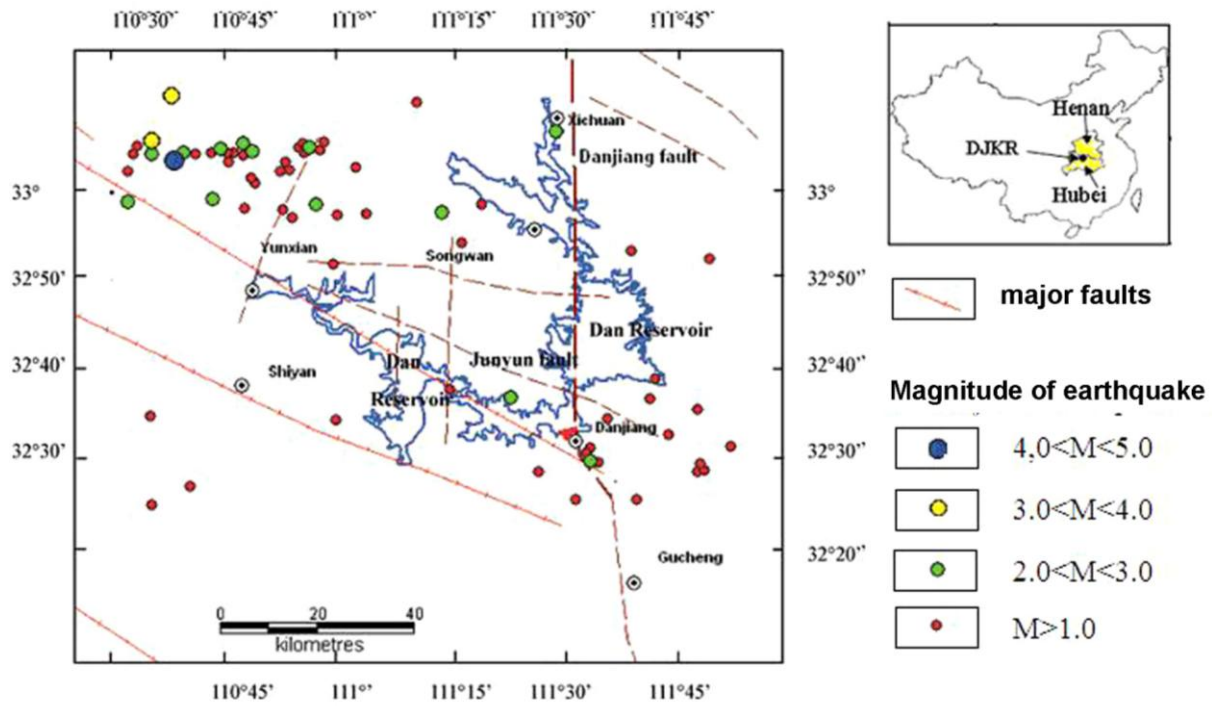 110°30' 110°45' 111°' 111°15' 111°30' 111°45'
Xichuan
Danjiang fault
33°
33°
Yunxian
Songwan
32°50'
32°50'
Dan Reservoir
Dan
Junyun fault
32°40'
32°40'
Shiyan
Reservoir
Danjiang
32°30'
32°30'
Gucheng
32°20'
0 20 40
kilometres
110°45' 111°' 111°15' 111°30' 111°45'
Henan
DJKR
Hubei
major faults
Magnitude of earthquake
4,0<M<5.0
3.0<M<4.0
2.0<M<3.0
M>1.0